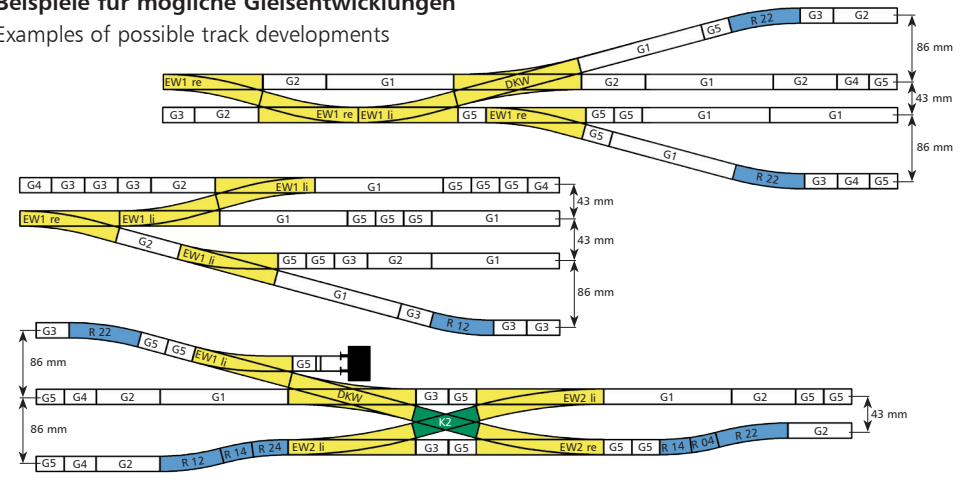 Beispiele für mögliche Gleisentwicklungen
Examples of possible track developments
R 22 G3 G2
G5
G1
86 mm
EW1 re G2 G1 DKW G2 G1 G2 G4 G5
43 mm
G3 G2 EW1 re EW1 li G5 EW1 re G5 G5 G1 G1
G5
G1
86 mm
R 22 G3 G4 G5
G4 G3 G3 G3 G2 EW1 li G1 G5 G5 G5 G4
43 mm
EW1 re EW1 li G1 G5 G5 G5 G1
43 mm
G2
EW1 li G5 G5 G3 G2 G1
G1
86 mm
G3
R 12 G3 G3
G3 R 22
G5 G5 EW1 li G5
86 mm
G5 G4 G2 G1 DKW G3 G5 EW2 li G1 G2 G5 G5
43 mm
K2
86 mm
R 22 G2
G5 G4 G2 R 12 R 14 R 24 EW2 li G3 G5 EW2 re G5 G5 R 14 R 04